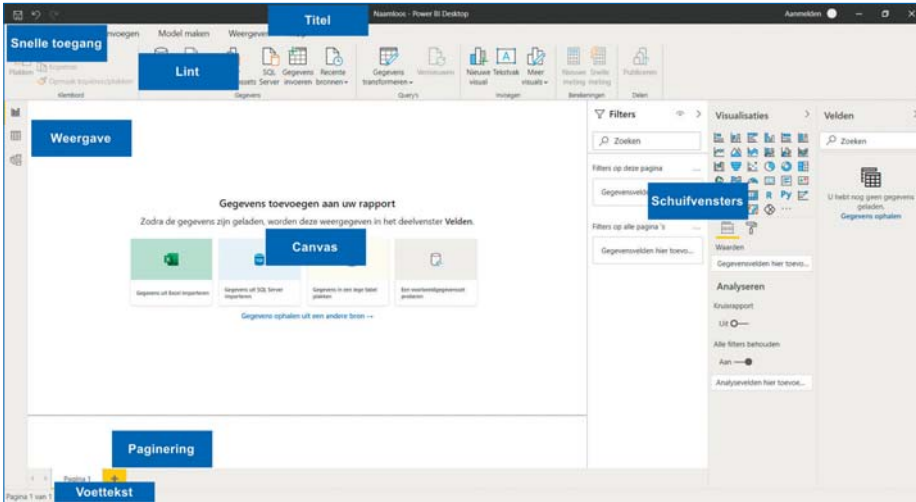 Naamloos - Power BI Desktop
Aanmelden
Titel
Snelle toegang
Model maken
Lint
Plakken
Klembord
SQL Server
Gegevens invoeren
Recente bronnen
Gegevens
Gegevens transformeren
Vernieuwen
Query's
Nieuwe visual
Tekstvak
Meer visuals
Invoegen
Nieuwe meting
Snelle meting
Berekeningen
Publiceren
Delen
Weergave
Gegevens toevoegen aan uw rapport
Zodra de gegevens zijn geladen, worden deze weergegeven in het deelvenster Velden.
Canvas
Gegevens uit Excel importeren
Gegevens uit SQL Server importeren
Gegevens in een lege tabel plakken
Een voorbeeldgegevensset proberen
Gegevens ophalen uit een andere bron →
Filters
Zoeken
Filters op deze pagina
Filters op alle pagina 's
Gegevensvelden hier toevo...
Schuifvensters
Visualisaties
R
Py
Waarden
Gegevensvelden hier toevo...
Analyseren
Kruisrapport
Uit
Alle filters behouden
Aan
Analysevelden hier toevoe...
Velden
Zoeken
U hebt nog geen gegevens geladen.
Gegevens ophalen
Paginering
Pagina 1
+
Voettekst
Pagina 1 van 1